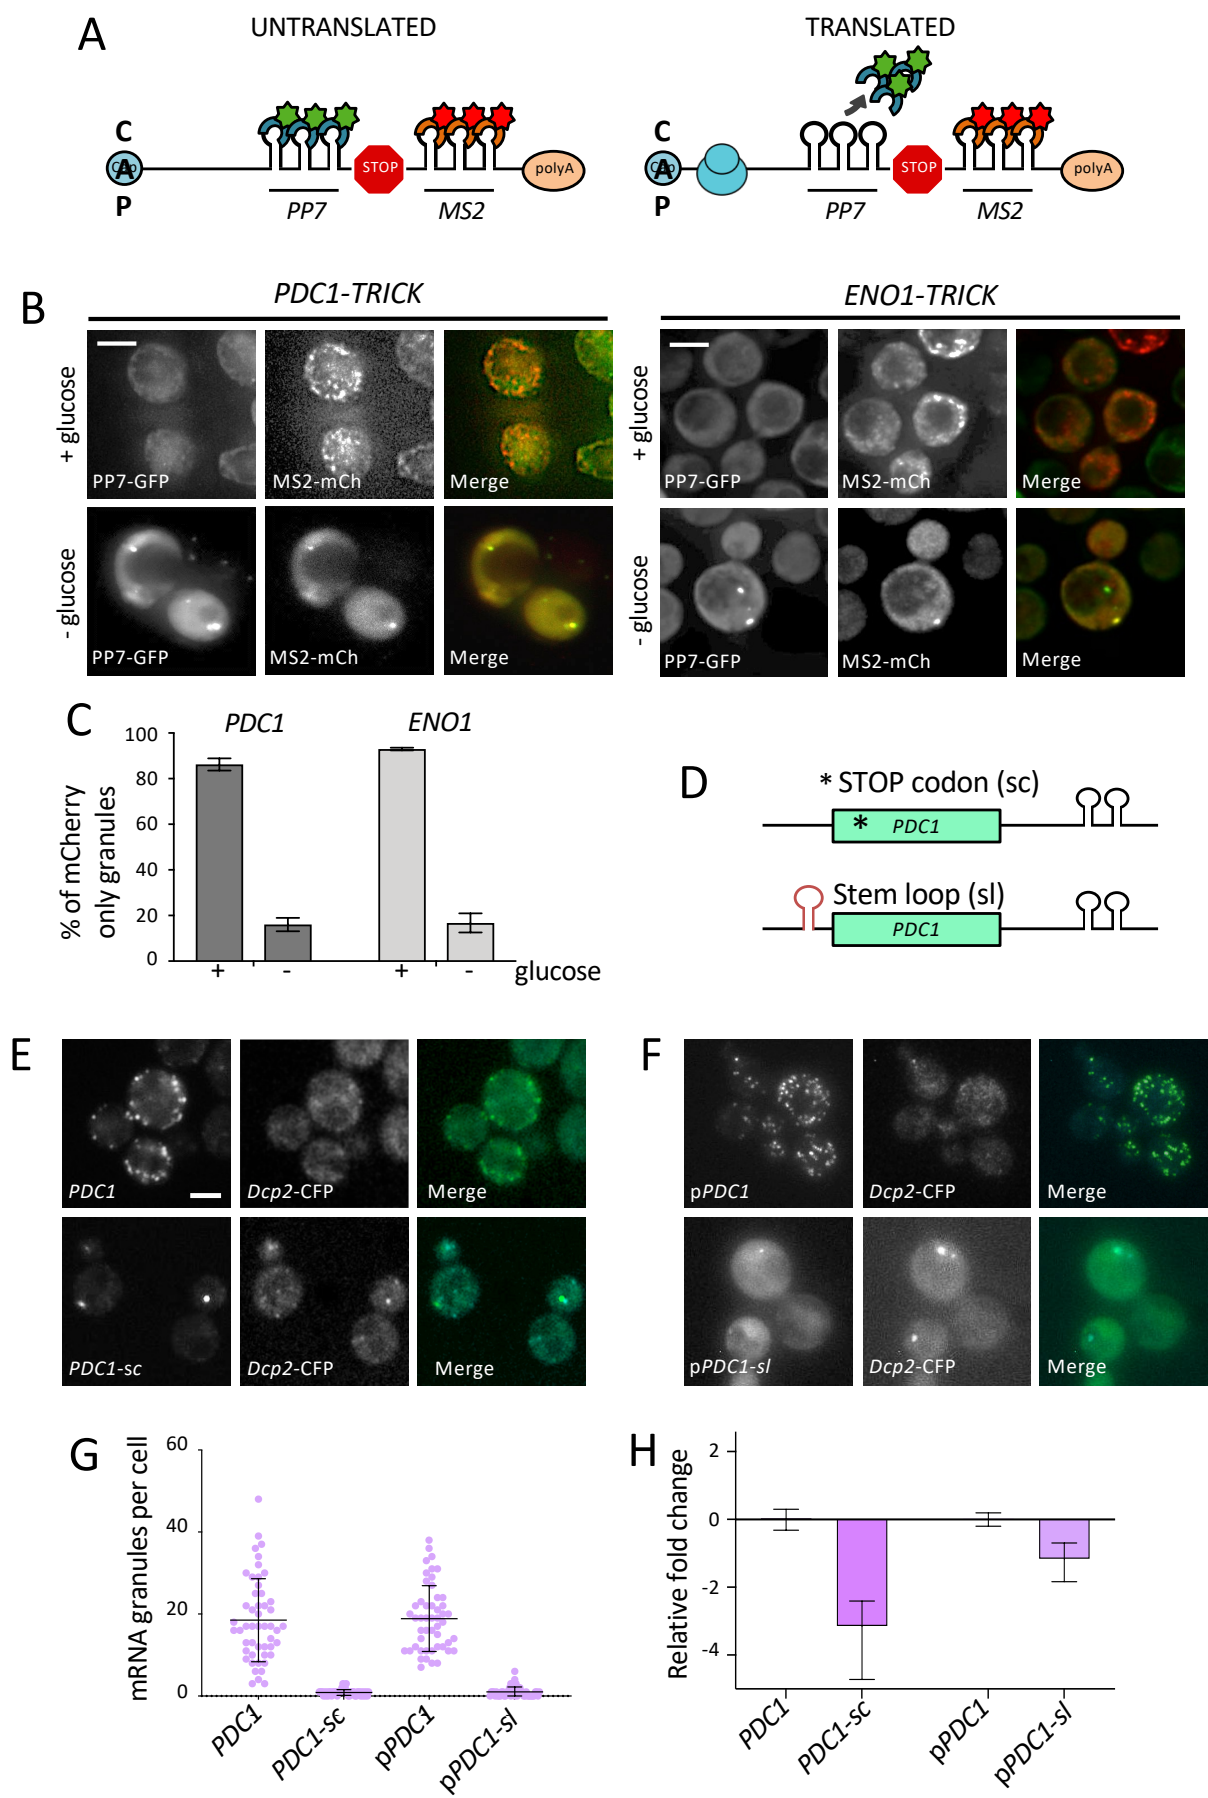 A
UNTRANSLATED
TRANSLATED
C
A
P
STOP
polyA
PP7
MS2
C
A
P
STOP
polyA
PP7
MS2
B
PDC1-TRICK
ENO1-TRICK
+ glucose
PP7-GFP
MS2-mCh
Merge
- glucose
PP7-GFP
MS2-mCh
Merge
+ glucose
PP7-GFP
MS2-mCh
Merge
- glucose
PP7-GFP
MS2-mCh
Merge
C
PDC1
ENO1
% of mCherry
only granules
100
80
60
40
20
0
+
-
+
-
glucose
D
* STOP codon (sc)
*
PDC1
Stem loop (sl)
PDC1
E
PDC1
Dcp2-CFP
Merge
PDC1-sc
Dcp2-CFP
Merge
F
pPDC1
Dcp2-CFP
Merge
pPDC1-sl
Dcp2-CFP
Merge
G
mRNA granules per cell
60
40
20
0
PDC1
PDC1-sc
pPDC1
pPDC1-sl
H
Relative fold change
2
0
-2
-4
PDC1
PDC1-sc
pPDC1
pPDC1-sl